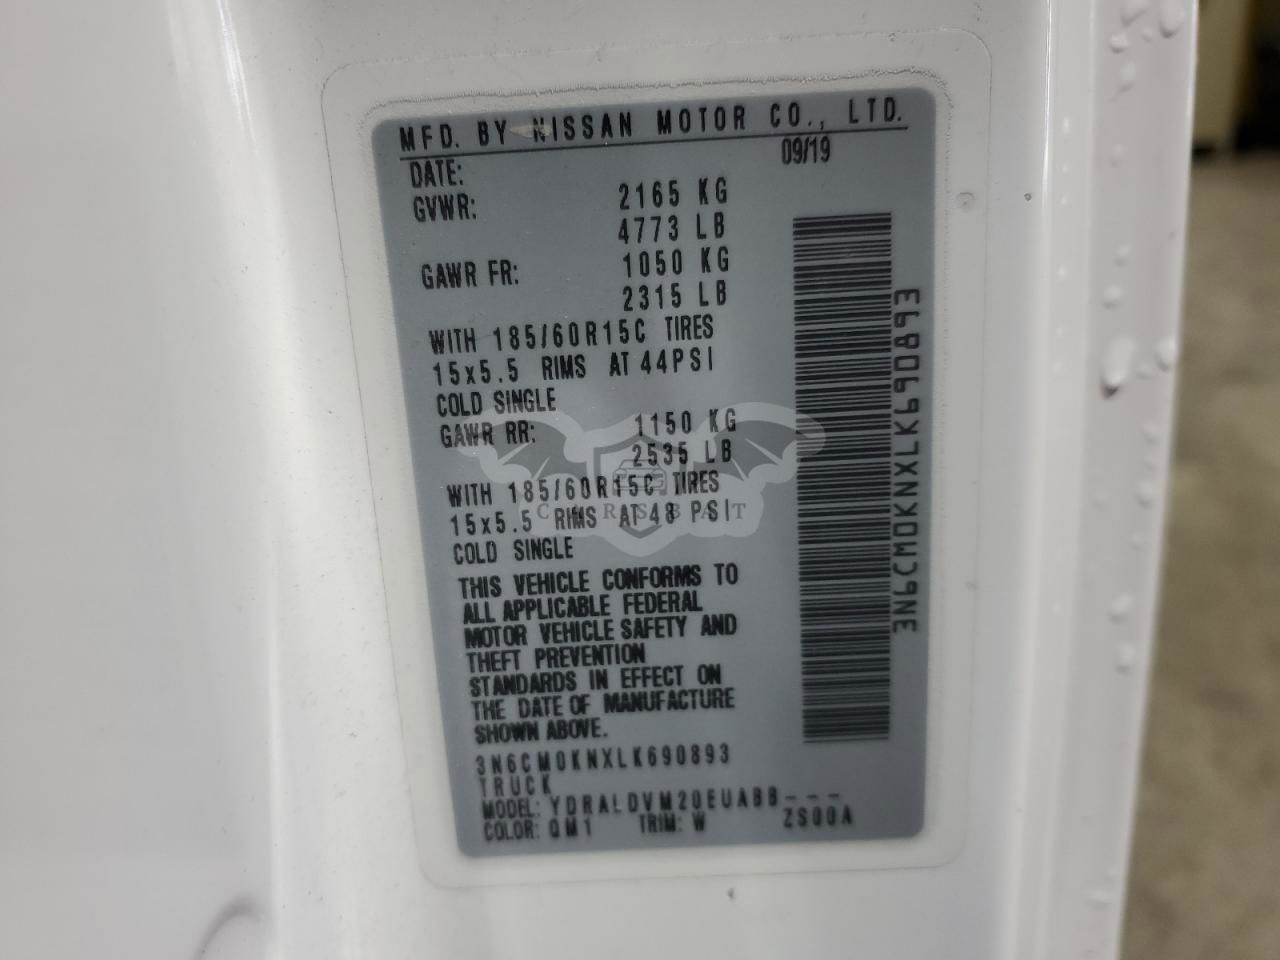 MFD. BY NISSAN MOTOR CO., LTD.
DATE: 09/19
GVWR: 2165 KG
4773 LB
GAWR FR: 1050 KG
2315 LB
WITH 185/60R15C TIRES
15x5.5 RIMS AT 44PSI
COLD SINGLE
GAWR RR: 1150 KG
2535 LB
WITH 185/60R15C TIRES
15x5.5 RIMS AT 48 PSI
COLD SINGLE
THIS VEHICLE CONFORMS TO
ALL APPLICABLE FEDERAL
MOTOR VEHICLE SAFETY AND
THEFT PREVENTION
STANDARDS IN EFFECT ON
THE DATE OF MANUFACTURE
SHOWN ABOVE.
3N6CM0KNXLK690893
TRUCK
MODEL: YDRALDVM20EUABB---
COLOR: QM1 TRIM: W ZS00A
3N6CM0KNXLK690893
CARSBAT